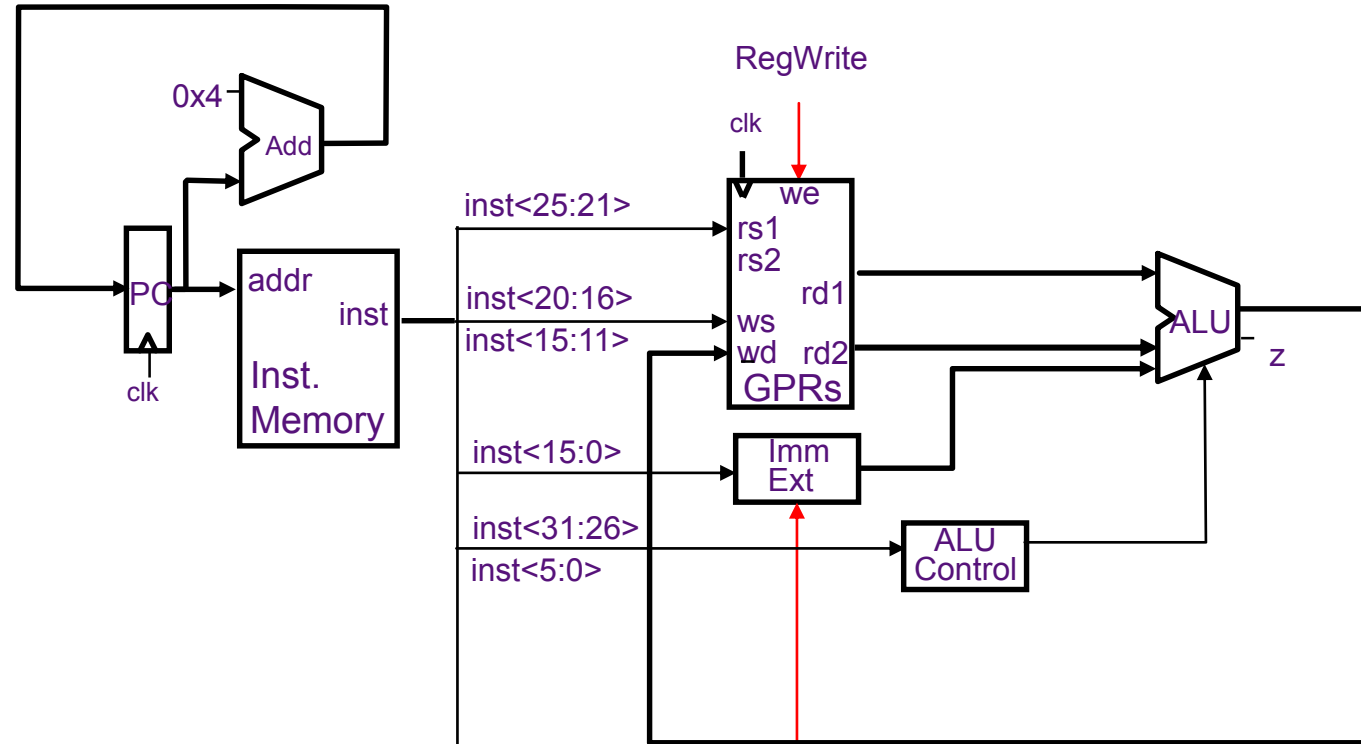 RegWrite
0x4
Add
clk
we
inst<25:21>
rs1
rs2
PC
addr
rd1
inst<20:16>
inst
ws
ALU
inst<15:11>
wd
rd2
z
clk
Inst.
GPRs
Memory
inst<15:0>
Imm
Ext
inst<31:26>
ALU
Control
inst<5:0>